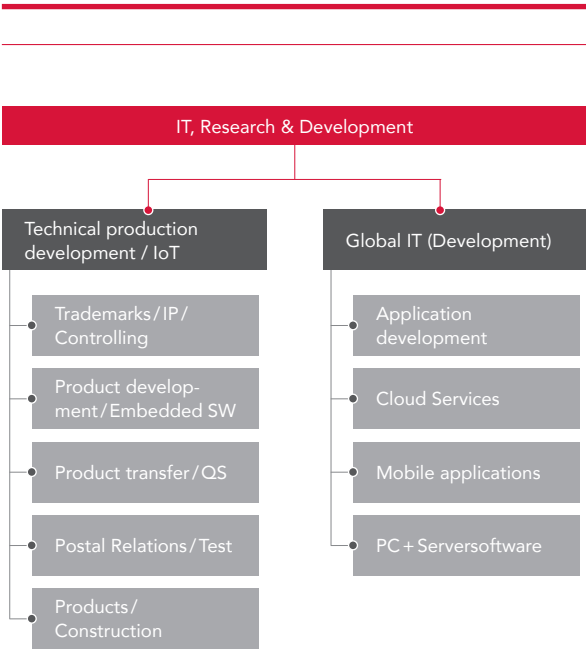 IT, Research & Development
Technical production
development / IoT
Trademarks / IP /
Controlling
Product develop-
ment / Embedded SW
Product transfer / QS
Postal Relations / Test
Products /
Construction
Global IT (Development)
Application
development
Cloud Services
Mobile applications
PC + Serversoftware